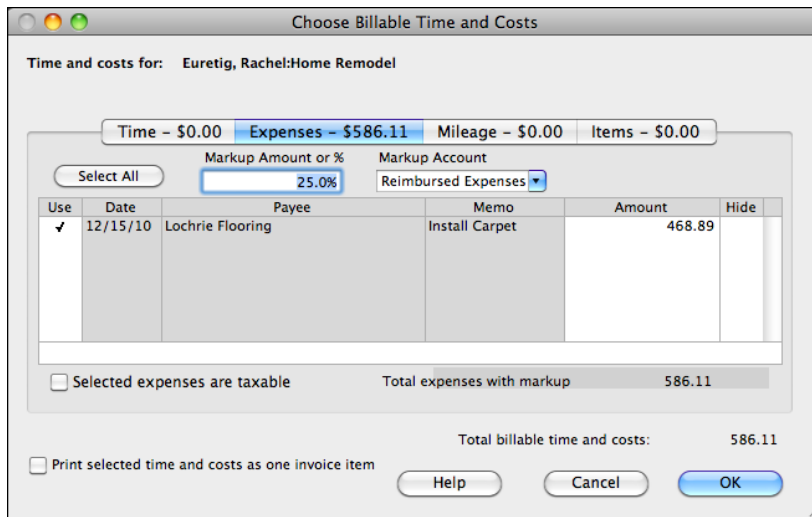 Choose Billable Time and Costs
Time and costs for: Euretig, Rachel:Home Remodel
Time – $0.00 Expenses – $586.11 Mileage – $0.00 Items – $0.00
Markup Amount or % Markup Account
Select All 25.0% Reimbursed Expenses
Use Date Payee Memo Amount Hide
✓ 12/15/10 Lochrie Flooring Install Carpet 468.89
Selected expenses are taxable Total expenses with markup 586.11
Total billable time and costs: 586.11
Print selected time and costs as one invoice item
Help Cancel OK